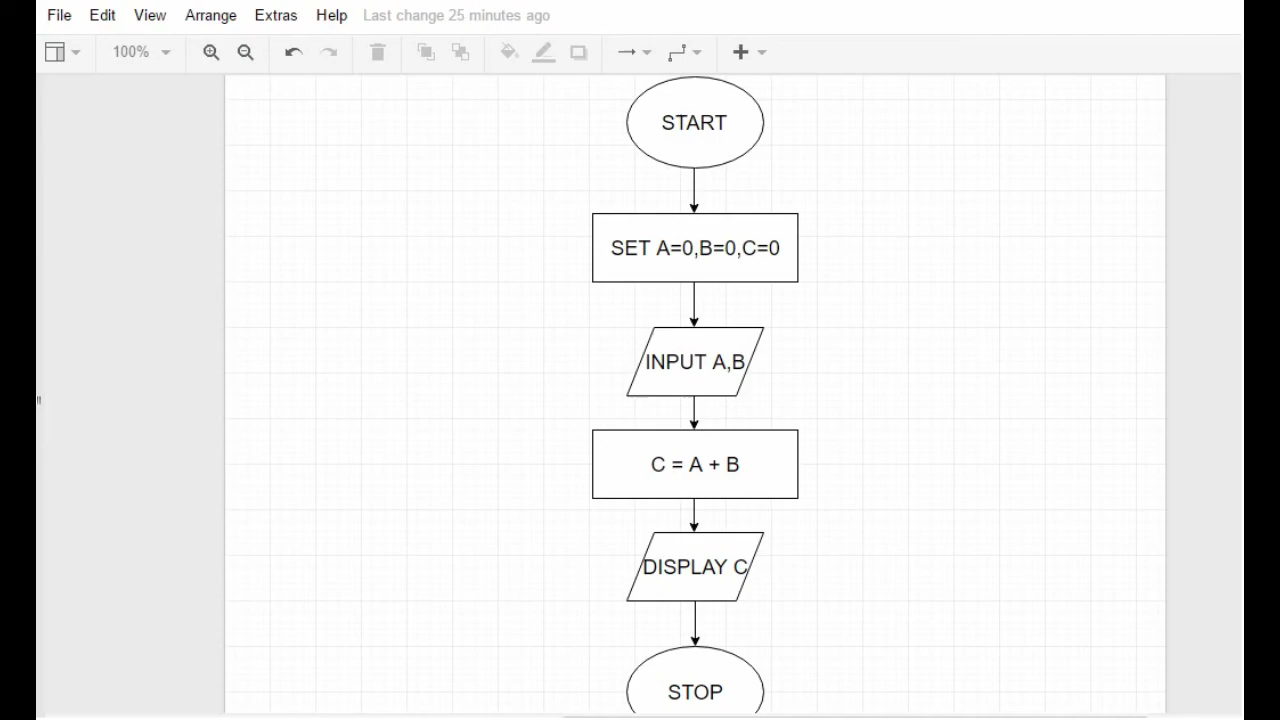 File Edit View Arrange Extras Help Last change 25 minutes ago
100%
START
SET A=0,B=0,C=0
INPUT A,B
C = A + B
DISPLAY C
STOP